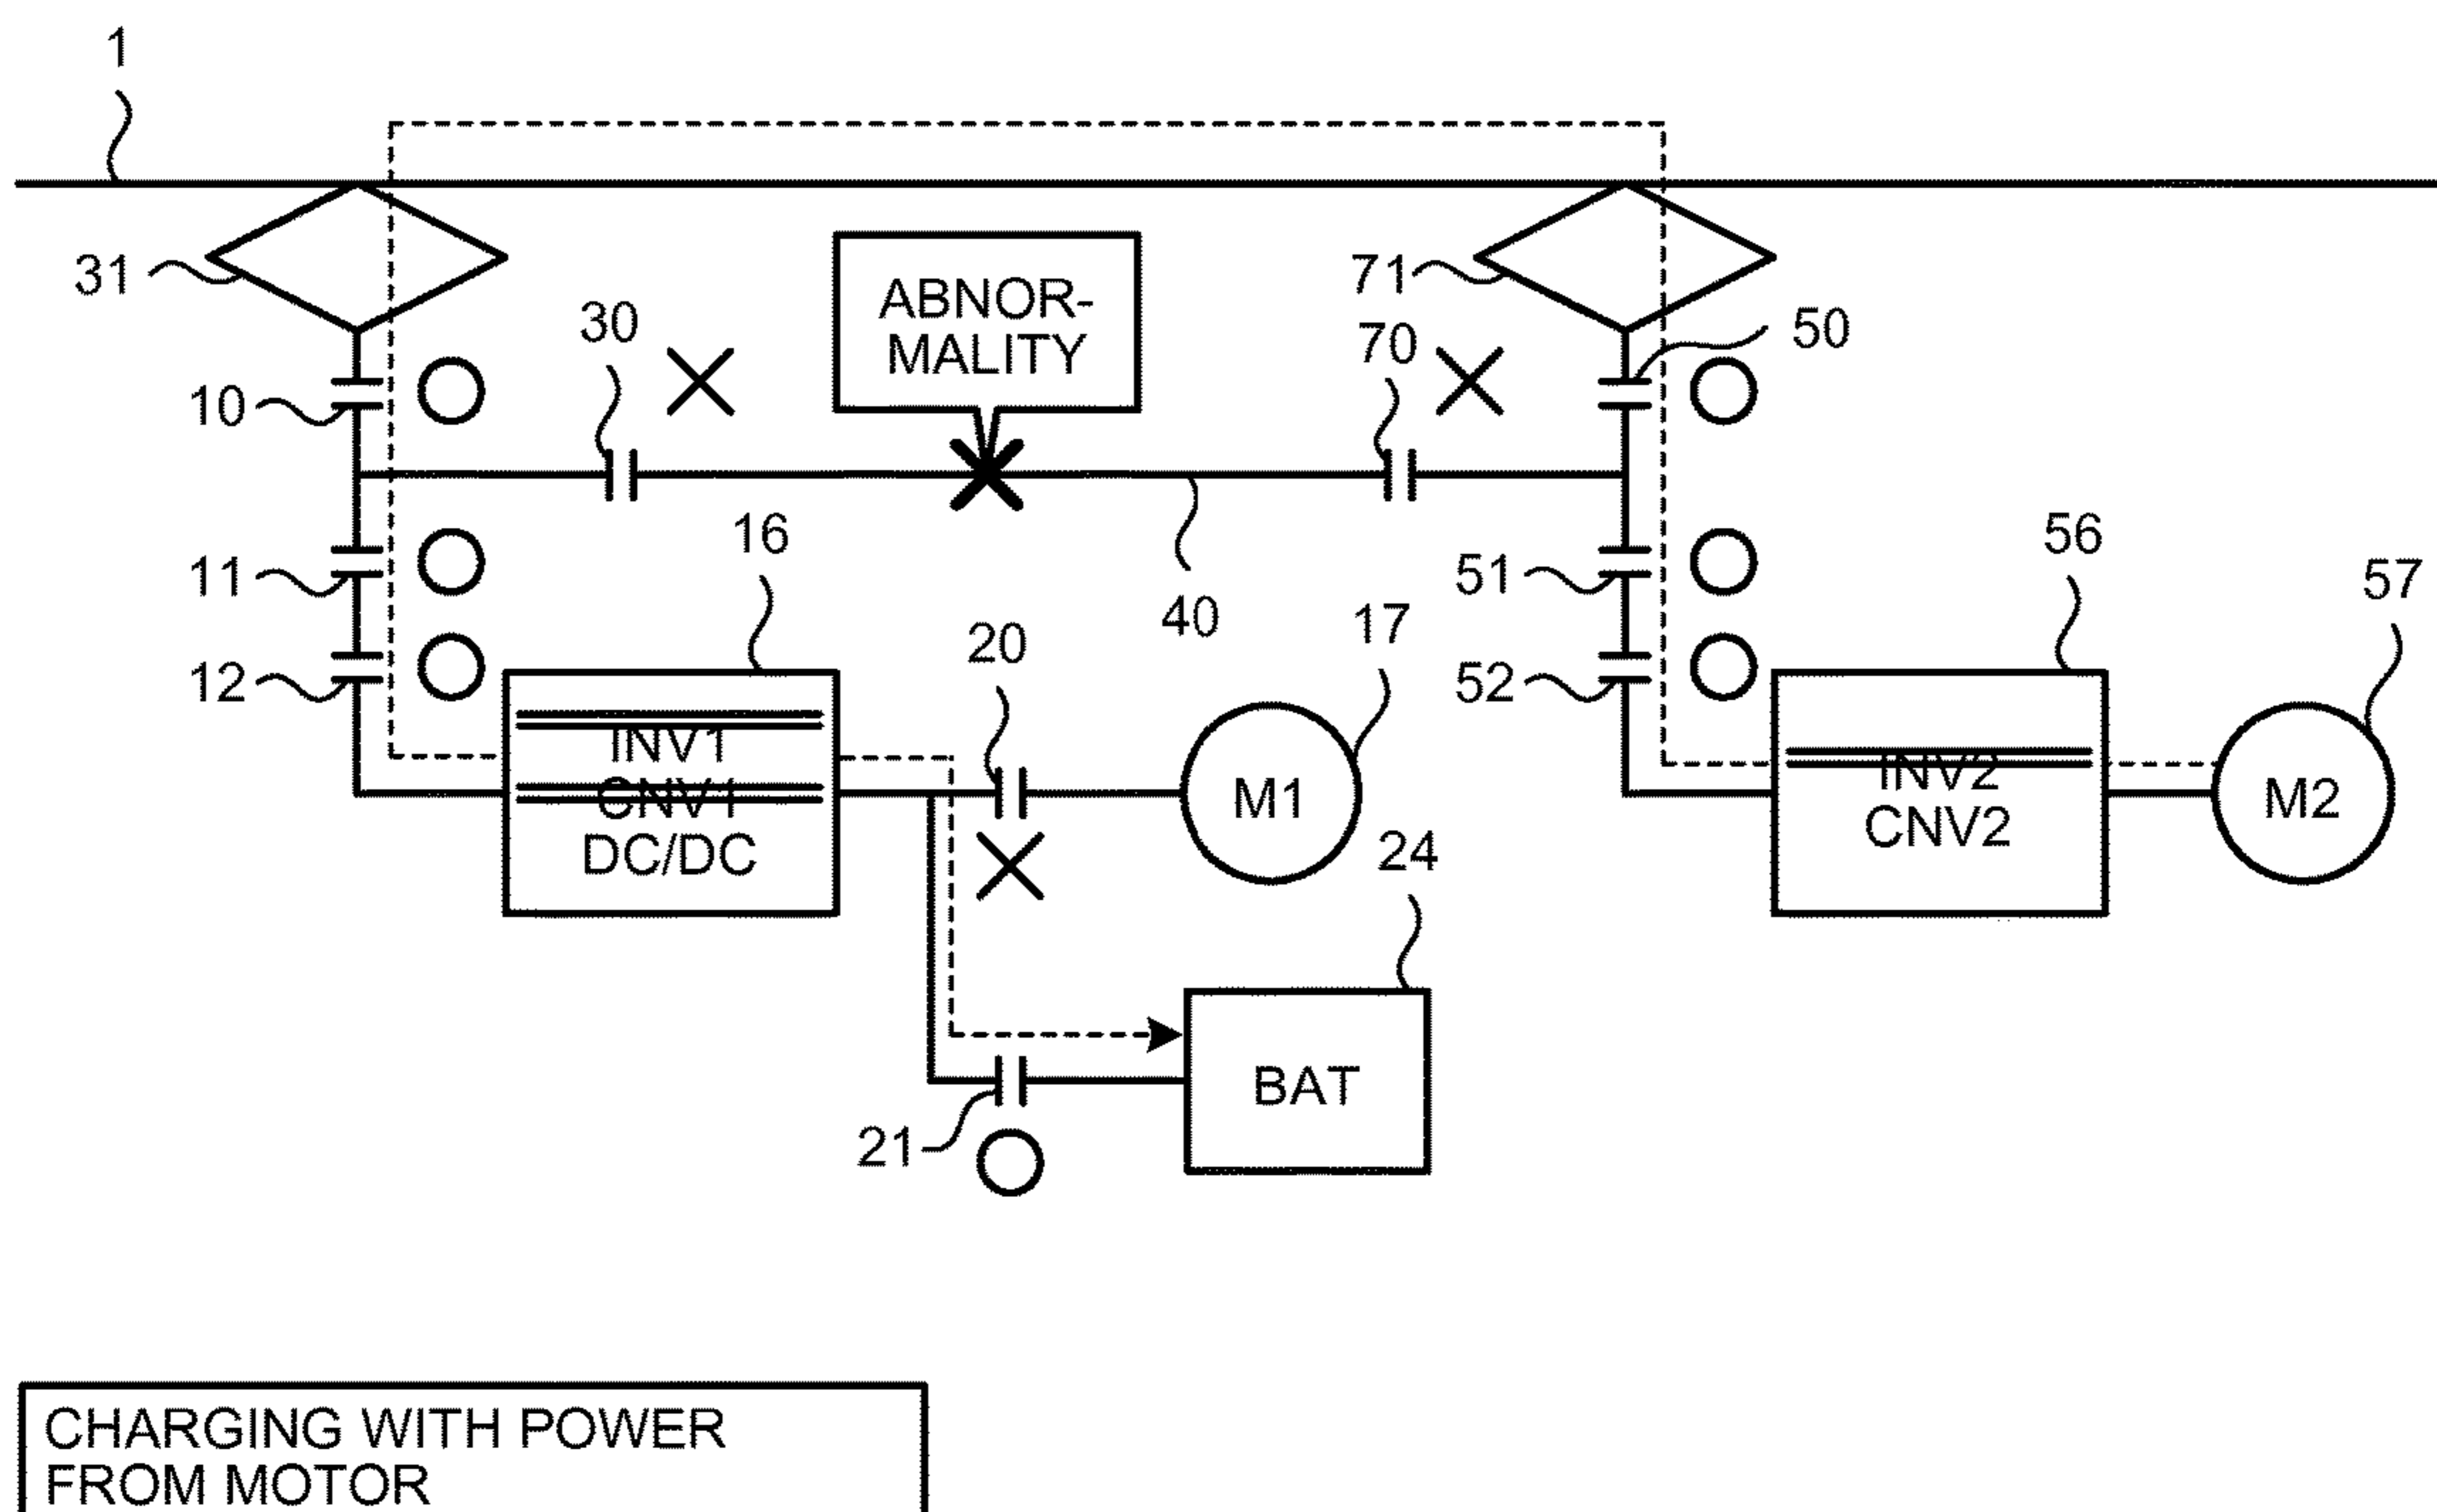 1
31
ABNOR-
MALITY
71
30
70
50
10
16
56
11
51
57
40
17
20
12
52
INV1
CNV1
DC/DC
M1
INV2
CNV2
M2
24
BAT
21
CHARGING WITH POWER
FROM MOTOR